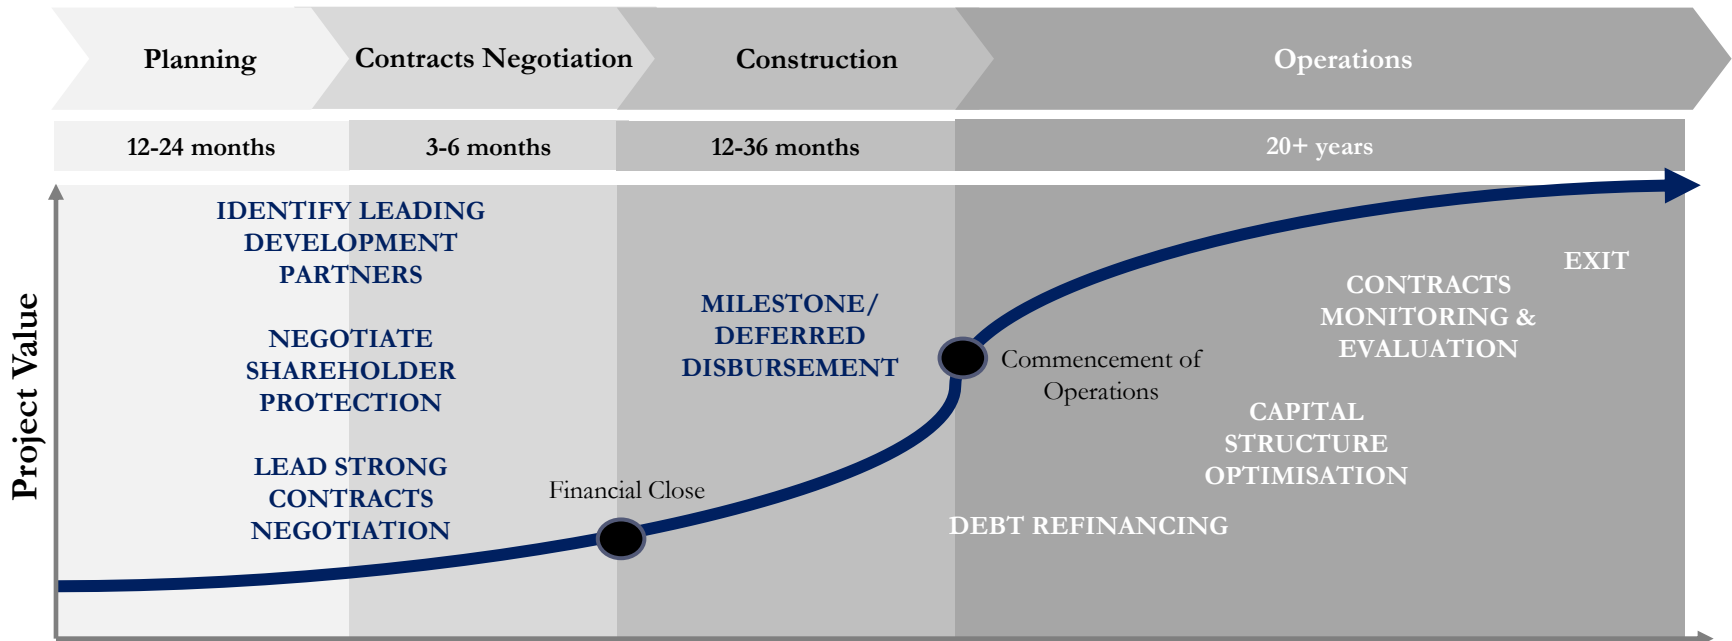 Planning
Contracts Negotiation
Construction
Operations
12-24 months
3-6 months
12-36 months
20+ years
Project Value
IDENTIFY LEADING
DEVELOPMENT
PARTNERS
NEGOTIATE
SHAREHOLDER
PROTECTION
LEAD STRONG
CONTRACTS
NEGOTIATION
Financial Close
MILESTONE/
DEFERRED
DISBURSEMENT
Commencement of
Operations
DEBT REFINANCING
CAPITAL
STRUCTURE
OPTIMISATION
CONTRACTS
MONITORING &
EVALUATION
EXIT